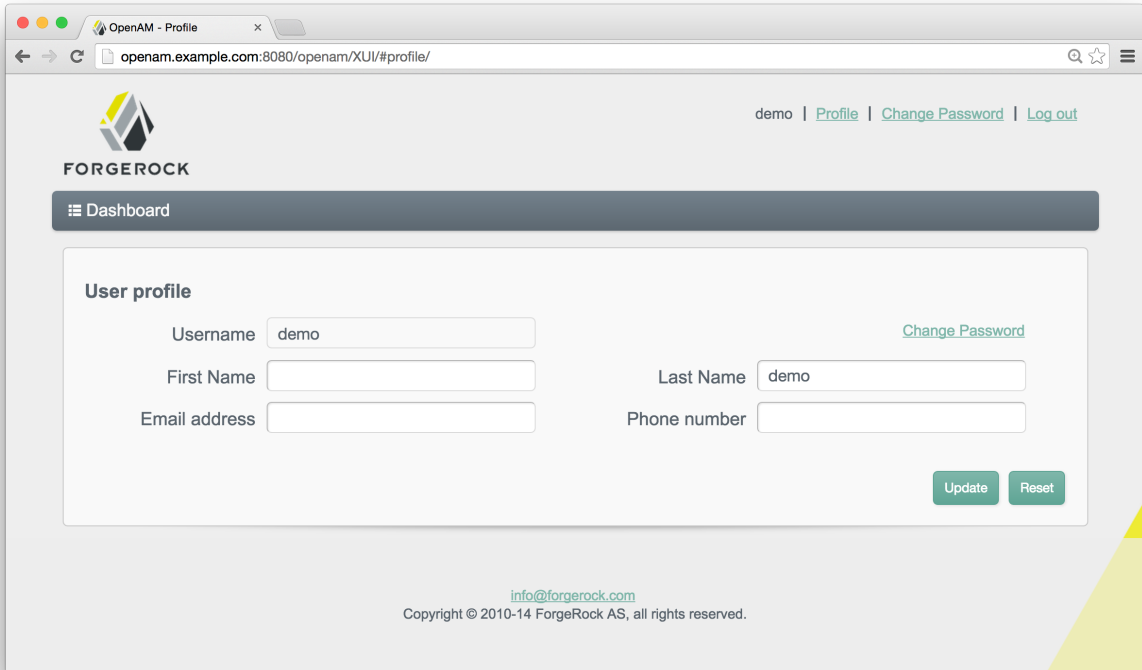 OpenAM - Profile
openam.example.com:8080/openam/XUI/#profile/
FORGEROCK
demo | Profile | Change Password | Log out
Dashboard
User profile
Username demo Change Password
First Name Last Name demo
Email address Phone number
Update Reset
info@forgerock.com
Copyright © 2010-14 ForgeRock AS, all rights reserved.